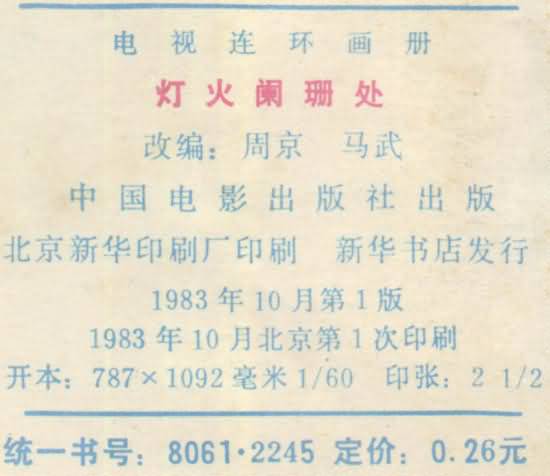 电视连环画册
灯火阑珊处
改编：周京 马武
中国电影出版社出版
北京新华印刷厂印刷 新华书店发行
1983年10月第1版
1983年10月北京第1次印刷
开本：787×1092毫米1/60 印张：2 1/2
统一书号：8061·2245 定价：0.26元